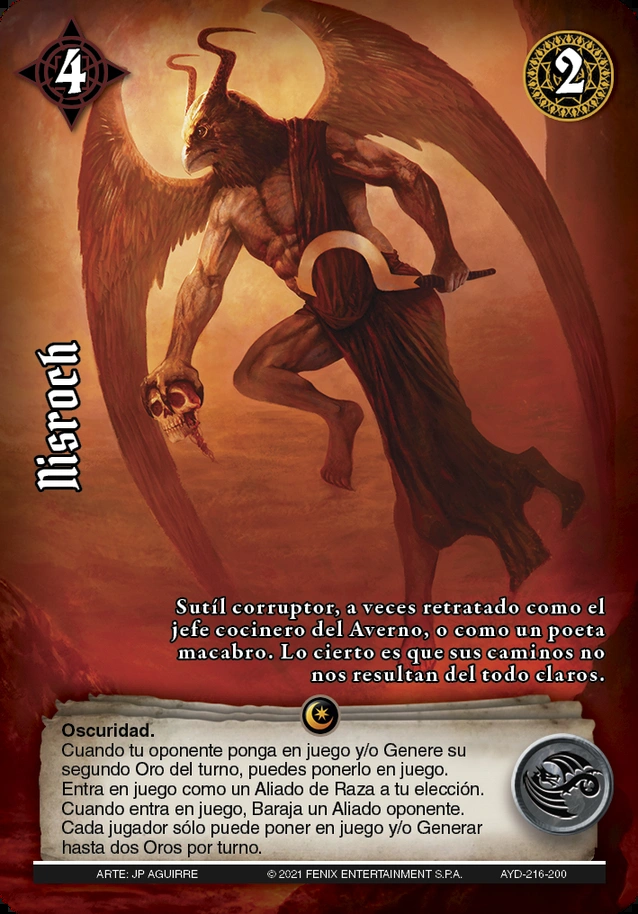 4
2
Nisroch
Sutíl corruptor, a veces retratado como el
jefe cocinero del Averno, o como un poeta
macabro. Lo cierto es que sus caminos no
nos resultan del todo claros.
Oscuridad.
Cuando tu oponente ponga en juego y/o Genere su
segundo Oro del turno, puedes ponerlo en juego.
Entra en juego como un Aliado de Raza a tu elección.
Cuando entra en juego, Baraja un Aliado oponente.
Cada jugador sólo puede poner en juego y/o Generar
hasta dos Oros por turno.
ARTE: JP AGUIRRE © 2021 FENIX ENTERTAINMENT S.P.A. AYD-216-200